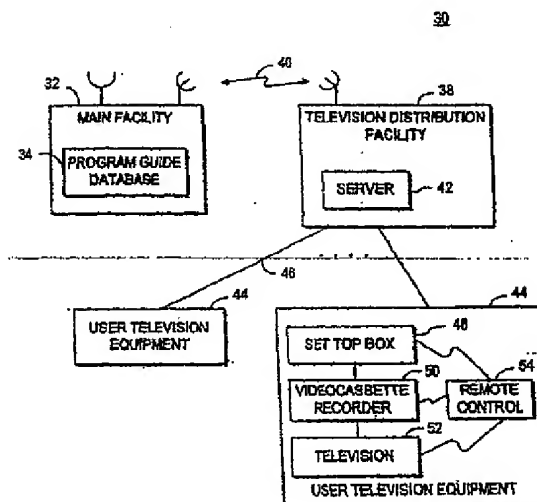 30
40
32
38
MAIN FACILITY
TELEVISION DISTRIBUTION
FACILITY
34
PROGRAM GUIDE
DATABASE
SERVER
42
46
44
44
USER TELEVISION
EQUIPMENT
48
SET TOP BOX
50
54
VIDEOCASSETTE
RECORDER
REMOTE
CONTROL
52
TELEVISION
USER TELEVISION EQUIPMENT